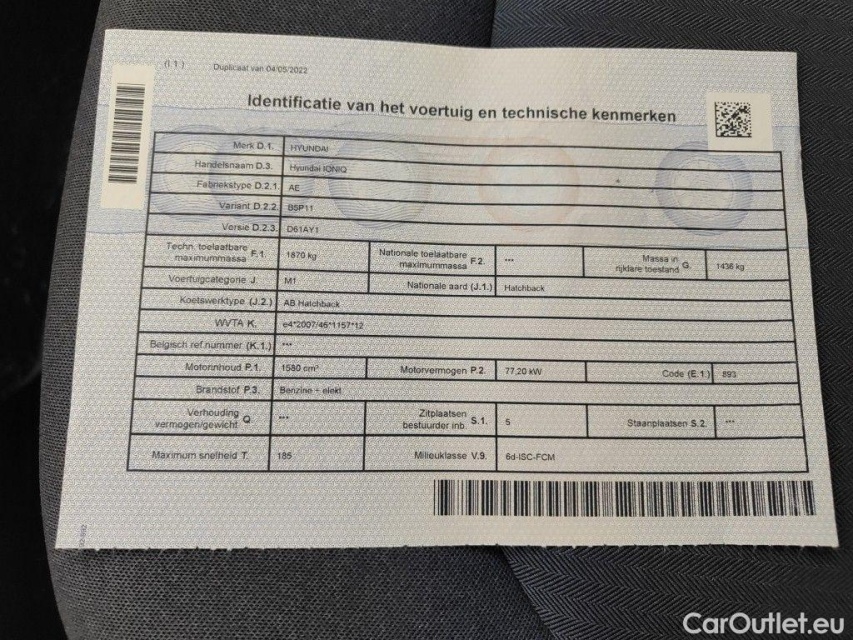 (I.1)
Duplicaat van 04/05/2022
Identificatie van het voertuig en technische kenmerken
Merk D.1. HYUNDAI
Handelsnaam D.3. Hyundai IONIQ
Fabriekstype D.2.1. AE
Variant D.2.2. B5P11
Versie D.2.3. D61AY1
Techn. toelaatbare maximummassa F.1. 1870 kg Nationale toelaatbare maximummassa F.2. *** Massa in rijklare toestand G. 1436 kg
Voertuigcategorie J. M1 Nationale aard (J.1.) Hatchback
Koetswerktype (J.2.) AB Hatchback
WVTA K. e4*2007/46*1157*12
Belgisch ref.nummer (K.1.) ***
Motorinhoud P.1. 1580 cm³ Motorvermogen P.2. 77,20 kW Code (E.1.) 893
Brandstof P.3. Benzine + elekt
Verhouding vermogen/gewicht Q. *** Zitplaatsen bestuurder inb. S.1. 5 Staanplaatsen S.2. ***
Maximum snelheid T. 185 Milieuklasse V.9. 6d-ISC-FCM
CarOutlet.eu